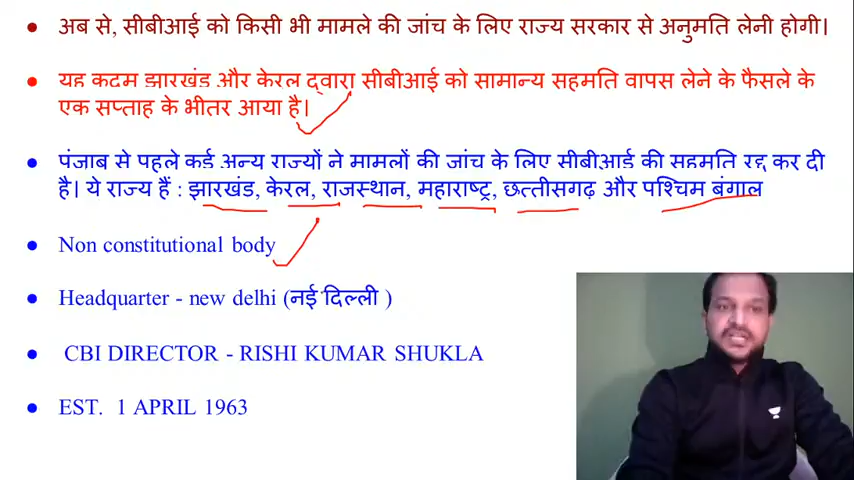 अब से, सीबीआई को किसी भी मामले की जांच के लिए राज्य सरकार से अनुमति लेनी होगी।
यह कदम झारखंड और केरल द्वारा सीबीआई को सामान्य सहमति वापस लेने के फैसले के
एक सप्ताह के भीतर आया है।
पंजाब से पहले कई अन्य राज्यों ने मामलों की जांच के लिए सीबीआई की सहमति रद्द कर दी
है। ये राज्य हैं : झारखंड, केरल, राजस्थान, महाराष्ट्र, छत्तीसगढ़ और पश्चिम बंगाल
Non constitutional body
Headquarter - new delhi (नई दिल्ली )
CBI DIRECTOR - RISHI KUMAR SHUKLA
EST. 1 APRIL 1963